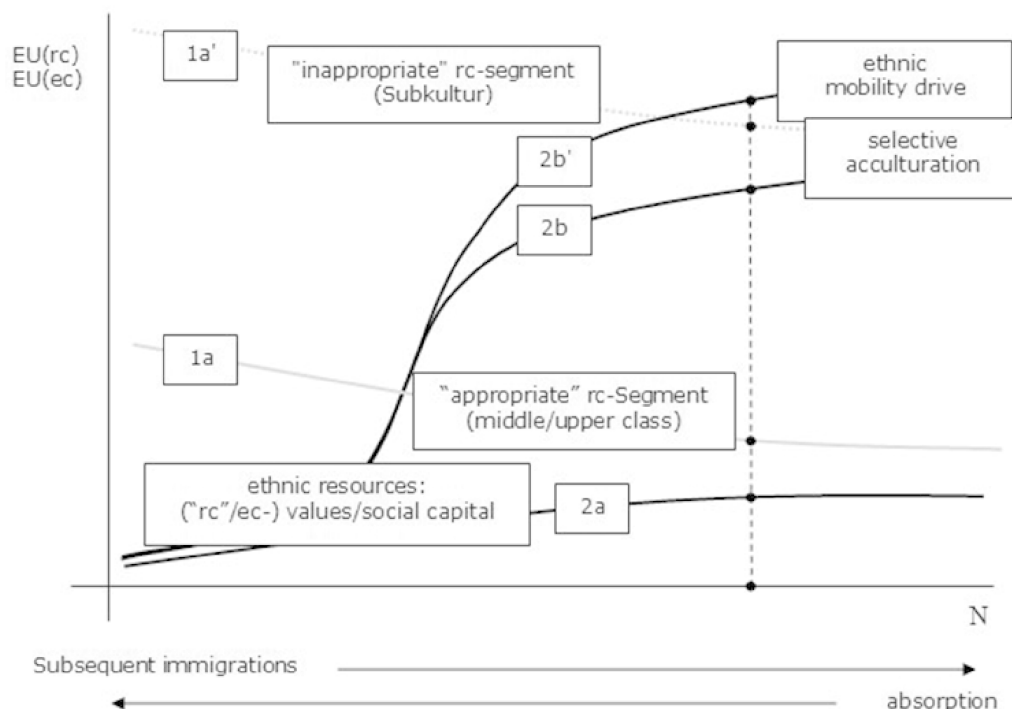 EU(rc)
EU(ec)
1a'
"inappropriate" rc-segment
(Subkultur)
ethnic
mobility drive
selective
acculturation
2b'
2b
1a
"appropriate" rc-Segment
(middle/upper class)
ethnic resources:
("rc"/ec-) values/social capital
2a
N
Subsequent immigrations
absorption